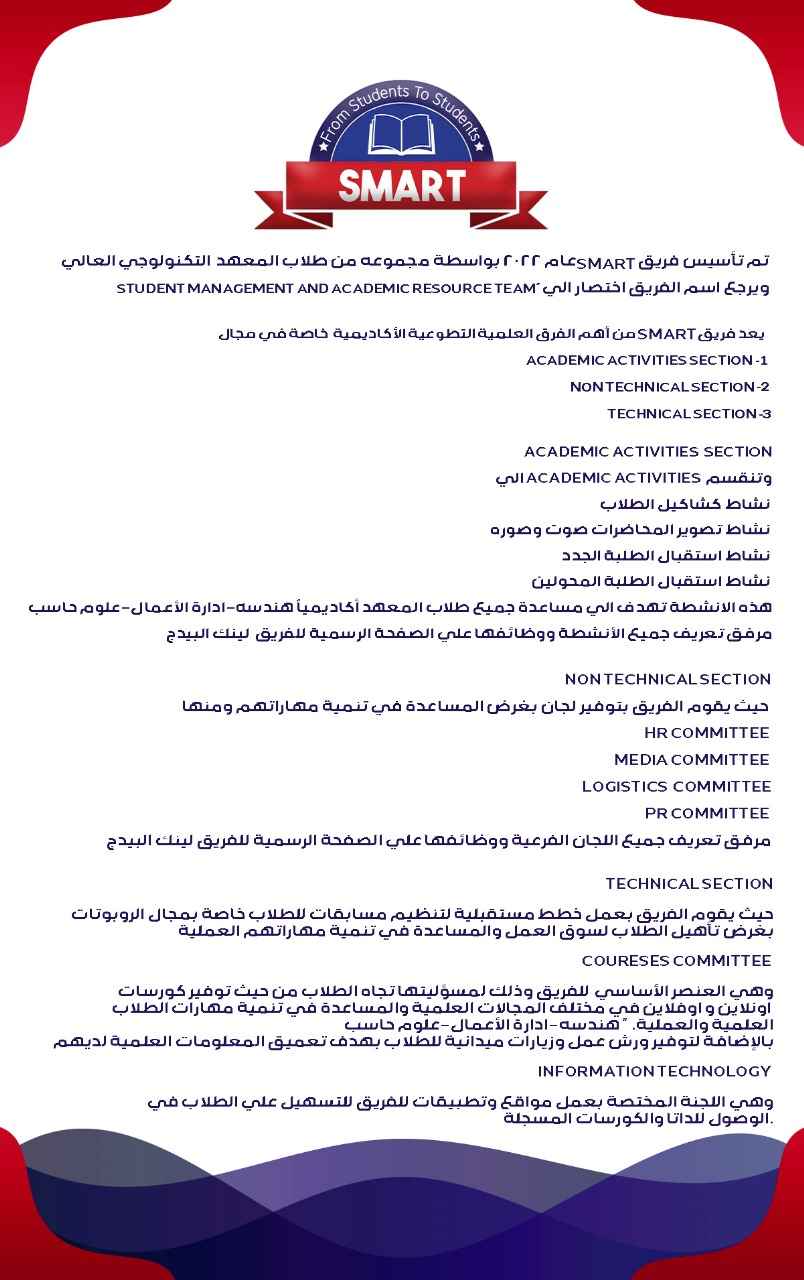 From Students To Students
SMART
تم تأسيس فريق SMART عام ٢٠٢٢ بواسطة مجموعه من طلاب المعهد التكنولوجي العالي
ويرجع اسم الفريق اختصار الي "STUDENT MANAGEMENT AND ACADEMIC RESOURCE TEAM
يعد فريق SMART من أهم الفرق العلمية التطوعية الأكاديمية خاصة في مجال
ACADEMIC ACTIVITIES SECTION -1
NON TECHNICAL SECTION -2
TECHNICAL SECTION -3
ACADEMIC ACTIVITIES SECTION
وتنقسم ACADEMIC ACTIVITIES الي
نشاط كشاكيل الطلاب
نشاط تصوير المحاضرات صوت وصوره
نشاط استقبال الطلبة الجدد
نشاط استقبال الطلبة المحولين
هذه الانشطة تهدف الي مساعدة جميع طلاب المعهد أكاديمياً هندسه-ادارة الأعمال-علوم حاسب
مرفق تعريف جميع الأنشطة ووظائفها علي الصفحة الرسمية للفريق لينك البيدج
NON TECHNICAL SECTION
حيث يقوم الفريق بتوفير لجان بغرض المساعدة في تنمية مهاراتهم ومنها
HR COMMITTEE
MEDIA COMMITTEE
LOGISTICS COMMITTEE
PR COMMITTEE
مرفق تعريف جميع اللجان الفرعية ووظائفها علي الصفحة الرسمية للفريق لينك البيدج
TECHNICAL SECTION
حيث يقوم الفريق بعمل خطط مستقبلية لتنظيم مسابقات للطلاب خاصة بمجال الروبوتات
بغرض تأهيل الطلاب لسوق العمل والمساعدة في تنمية مهاراتهم العملية
COURESES COMMITTEE
وهي العنصر الأساسي للفريق وذلك لمسؤليتها تجاه الطلاب من حيث توفير كورسات
اونلاين و اوفلاين في مختلف المجالات العلمية والمساعدة في تنمية مهارات الطلاب
العلمية والعملية. "هندسه-ادارة الأعمال-علوم حاسب
بالإضافة لتوفير ورش عمل وزيارات ميدانية للطلاب بهدف تعميق المعلومات العلمية لديهم
INFORMATION TECHNOLOGY
وهي اللجنة المختصة بعمل مواقع وتطبيقات للفريق للتسهيل علي الطلاب في
.الوصول للداتا والكورسات المسجلة